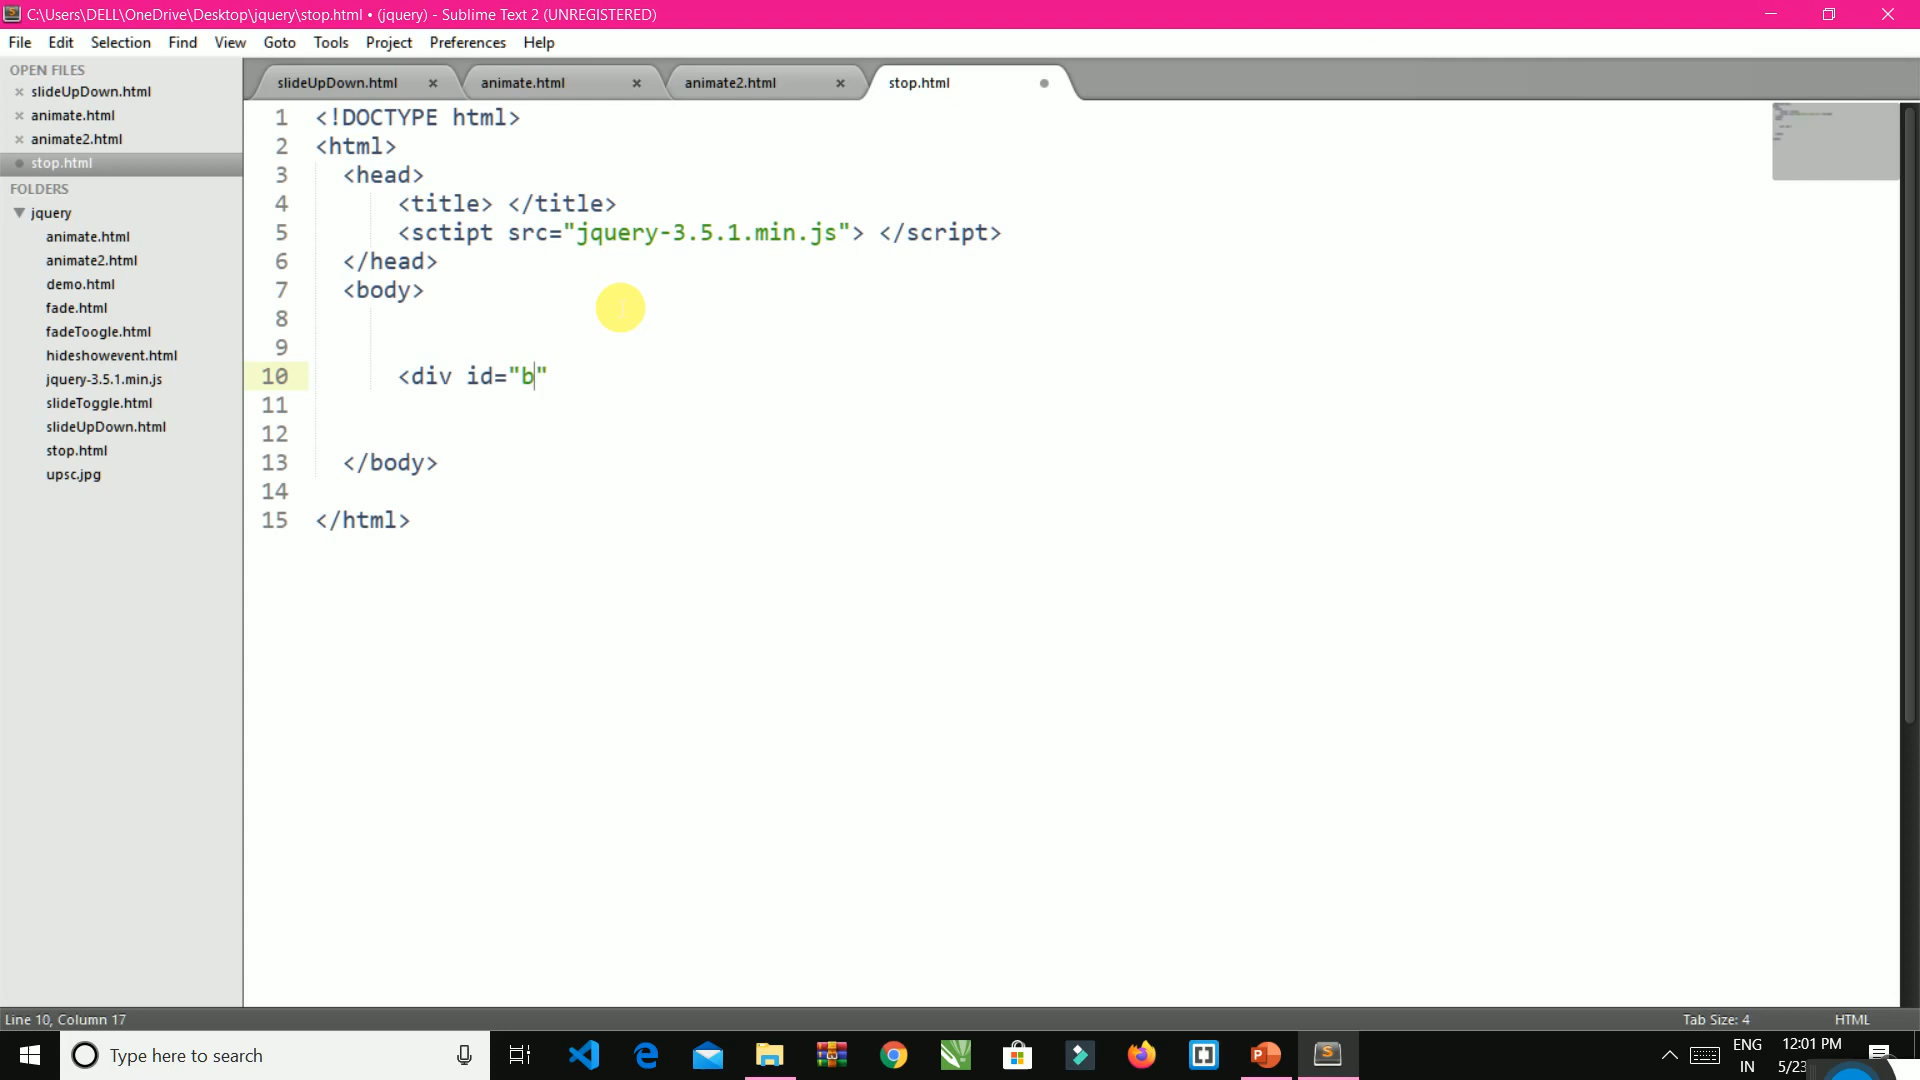 C:\Users\DELL\OneDrive\Desktop\jquery\stop.html • (jquery) - Sublime Text 2 (UNREGISTERED)
File Edit Selection Find View Goto Tools Project Preferences Help
OPEN FILES
slideUpDown.html
animate.html
animate2.html
stop.html
FOLDERS
jquery
animate.html
animate2.html
demo.html
fade.html
fadeToogle.html
hideshowevent.html
jquery-3.5.1.min.js
slideToggle.html
slideUpDown.html
stop.html
upsc.jpg
slideUpDown.html animate.html animate2.html stop.html
1 <!DOCTYPE html>
2 <html>
3 <head>
4 <title> </title>
5 <sctipt src="jquery-3.5.1.min.js"> </script>
6 </head>
7 <body>
8
9
10 <div id="b"
11
12
13 </body>
14
15 </html>
Line 10, Column 17 Tab Size: 4 HTML
Type here to search
ENG
IN
12:01 PM
5/23